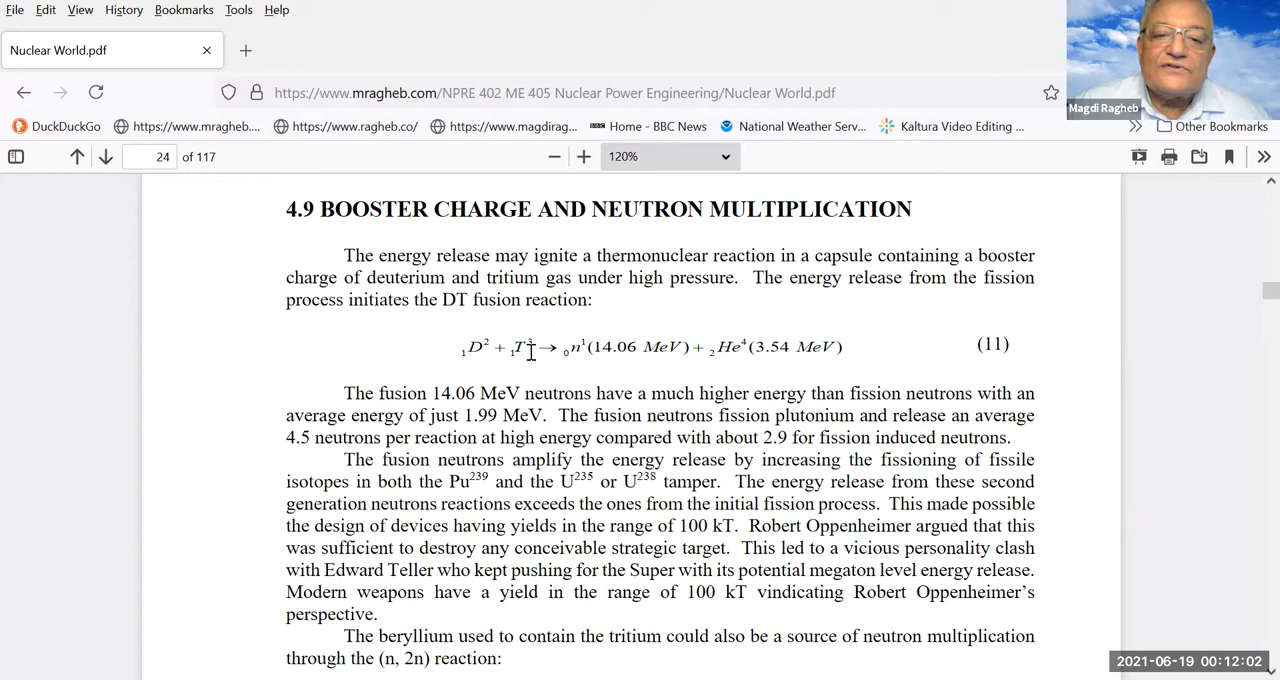 File Edit View History Bookmarks Tools Help
Nuclear World.pdf
https://www.mragheb.com/NPRE 402 ME 405 Nuclear Power Engineering/Nuclear World.pdf
Magdi Ragheb
DuckDuckGo https://www.mragheb.... https://www.ragheb.co/ https://www.magdirag... Home - BBC News National Weather Serv... Kaltura Video Editing ... Other Bookmarks
24 of 117 120%
4.9 BOOSTER CHARGE AND NEUTRON MULTIPLICATION
The energy release may ignite a thermonuclear reaction in a capsule containing a booster
charge of deuterium and tritium gas under high pressure. The energy release from the fission
process initiates the DT fusion reaction:
₁D² + ₁T³ → ₀n¹(14.06 MeV) + ₂He⁴(3.54 MeV) (11)
The fusion 14.06 MeV neutrons have a much higher energy than fission neutrons with an
average energy of just 1.99 MeV. The fusion neutrons fission plutonium and release an average
4.5 neutrons per reaction at high energy compared with about 2.9 for fission induced neutrons.
The fusion neutrons amplify the energy release by increasing the fissioning of fissile
isotopes in both the Pu²³⁹ and the U²³⁵ or U²³⁸ tamper. The energy release from these second
generation neutrons reactions exceeds the ones from the initial fission process. This made possible
the design of devices having yields in the range of 100 kT. Robert Oppenheimer argued that this
was sufficient to destroy any conceivable strategic target. This led to a vicious personality clash
with Edward Teller who kept pushing for the Super with its potential megaton level energy release.
Modern weapons have a yield in the range of 100 kT vindicating Robert Oppenheimer's
perspective.
The beryllium used to contain the tritium could also be a source of neutron multiplication
through the (n, 2n) reaction:
2021-06-19 00:12:02